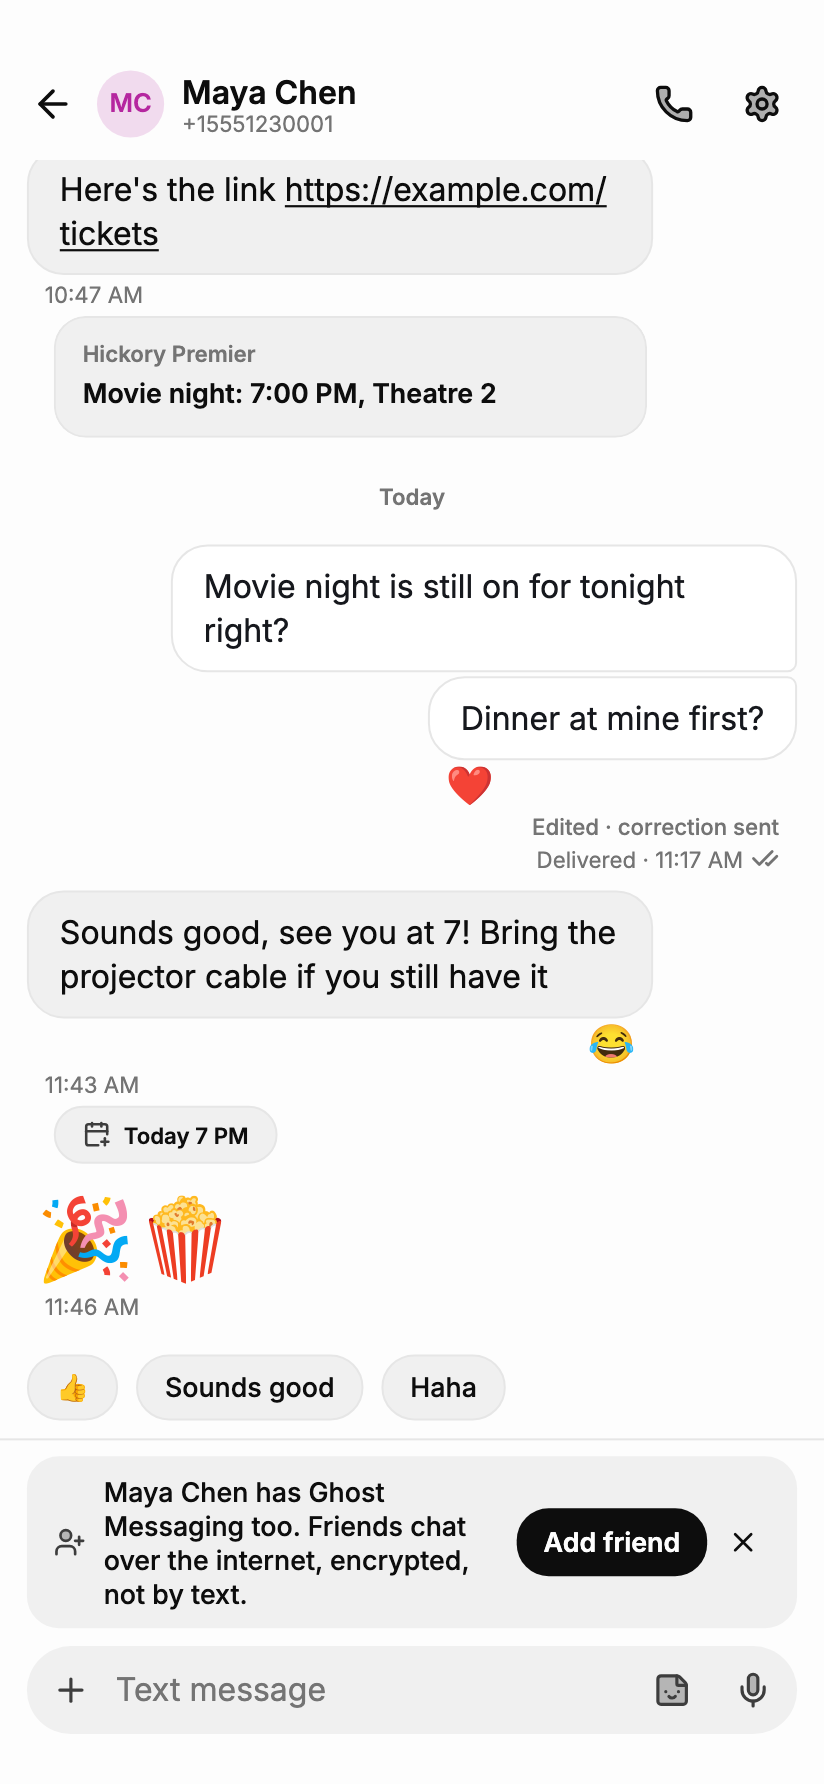 MC
Maya Chen
+15551230001
Here's the link https://example.com/
tickets
10:47 AM
Hickory Premier
Movie night: 7:00 PM, Theatre 2
Today
Movie night is still on for tonight
right?
Dinner at mine first?
Edited · correction sent
Delivered · 11:17 AM
Sounds good, see you at 7! Bring the
projector cable if you still have it
11:43 AM
Today 7 PM
11:46 AM
Sounds good
Haha
Maya Chen has Ghost
Messaging too. Friends chat
over the internet, encrypted,
not by text.
Add friend
Text message